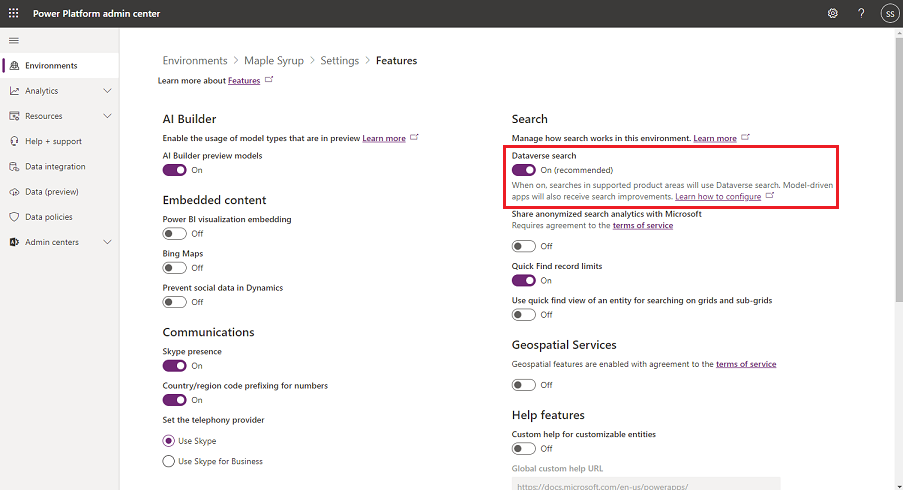 Power Platform admin center
?
SS
Environments
Analytics
Resources
Help + support
Data integration
Data (preview)
Data policies
Admin centers
Environments > Maple Syrup > Settings > Features
Learn more about Features
AI Builder
Enable the usage of model types that are in preview Learn more
AI Builder preview models
On
Embedded content
Power BI visualization embedding
Off
Bing Maps
Off
Prevent social data in Dynamics
Off
Communications
Skype presence
On
Country/region code prefixing for numbers
On
Set the telephony provider
Use Skype
Use Skype for Business
Search
Manage how search works in this environment. Learn more
Dataverse search
On (recommended)
When on, searches in supported product areas will use Dataverse search. Model-driven
apps will also receive search improvements. Learn how to configure
Share anonymized search analytics with Microsoft
Requires agreement to the terms of service
Off
Quick Find record limits
On
Use quick find view of an entity for searching on grids and sub-grids
Off
Geospatial Services
Geospatial features are enabled with agreement to the terms of service
Off
Help features
Custom help for customizable entities
Off
Global custom help URL
https://docs.microsoft.com/en-us/powerapps/